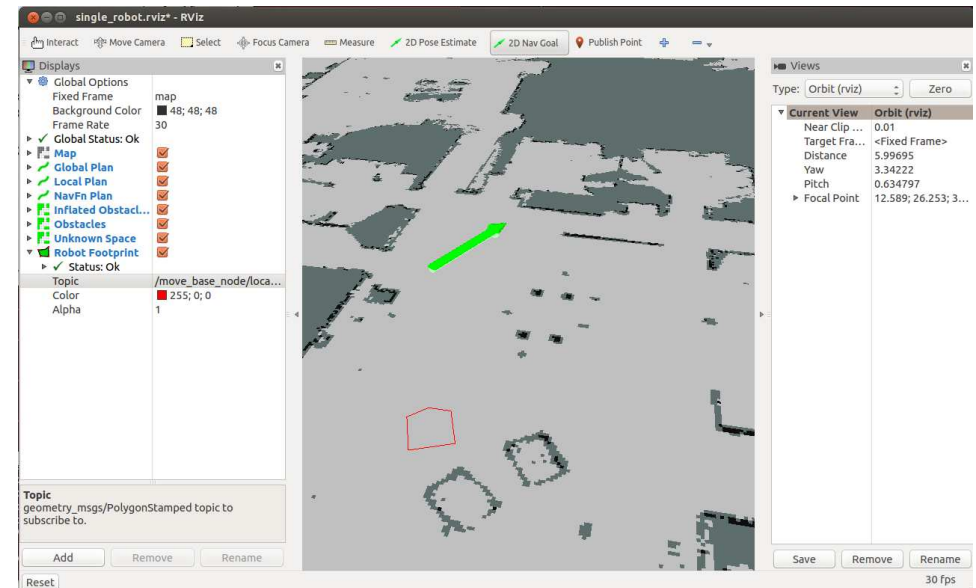 single_robot.rviz* - RViz
Interact Move Camera Select Focus Camera Measure 2D Pose Estimate 2D Nav Goal Publish Point
Displays
Global Options
Fixed Frame map
Background Color 48; 48; 48
Frame Rate 30
Global Status: Ok
Map
Global Plan
Local Plan
NavFn Plan
Inflated Obstacl...
Obstacles
Unknown Space
Robot Footprint
Status: Ok
Topic /move_base_node/loca...
Color 255; 0; 0
Alpha 1
Topic
geometry_msgs/PolygonStamped topic to
subscribe to.
Add Remove Rename
Reset
Views
Type: Orbit (rviz) Zero
Current View Orbit (rviz)
Near Clip ... 0.01
Target Fra... <Fixed Frame>
Distance 5.99695
Yaw 3.34222
Pitch 0.634797
Focal Point 12.589; 26.253; 3...
Save Remove Rename
30 fps